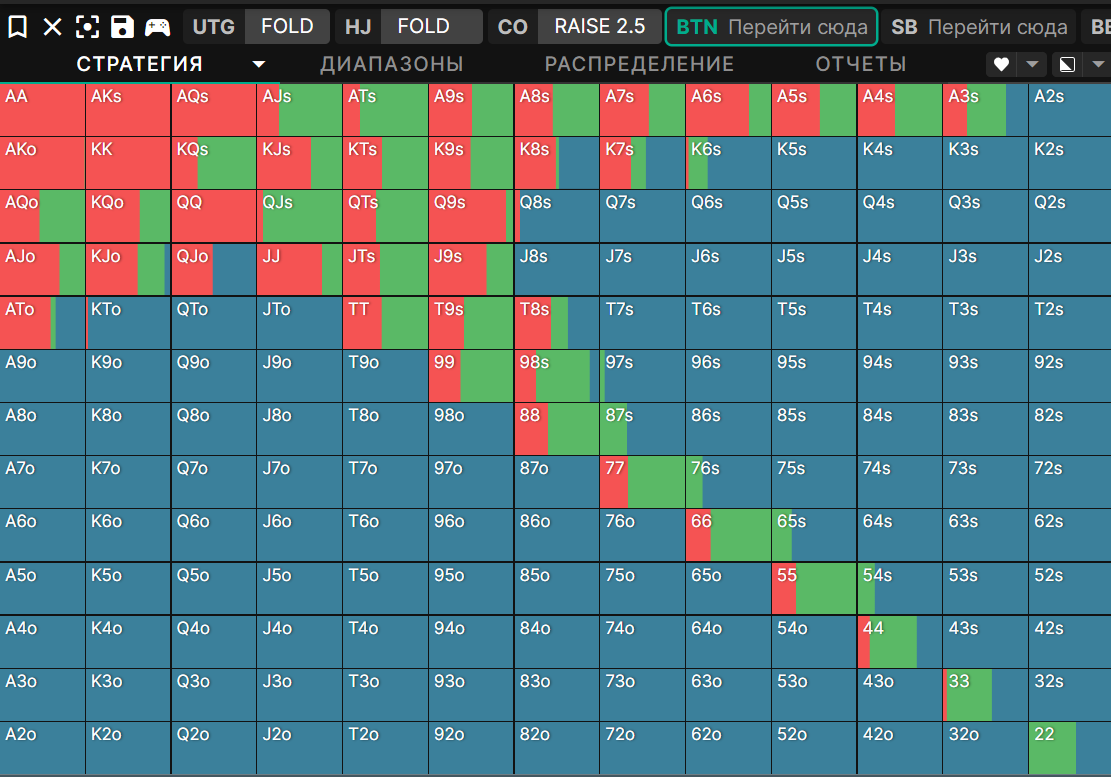 UTG FOLD HJ FOLD CO RAISE 2.5 BTN Перейти сюда SB Перейти сюда BB
СТРАТЕГИЯ ДИАПАЗОНЫ РАСПРЕДЕЛЕНИЕ ОТЧЕТЫ
AA AKs AQs AJs ATs A9s A8s A7s A6s A5s A4s A3s A2s
AKo KK KQs KJs KTs K9s K8s K7s K6s K5s K4s K3s K2s
AQo KQo QQ QJs QTs Q9s Q8s Q7s Q6s Q5s Q4s Q3s Q2s
AJo KJo QJo JJ JTs J9s J8s J7s J6s J5s J4s J3s J2s
ATo KTo QTo JTo TT T9s T8s T7s T6s T5s T4s T3s T2s
A9o K9o Q9o J9o T9o 99 98s 97s 96s 95s 94s 93s 92s
A8o K8o Q8o J8o T8o 98o 88 87s 86s 85s 84s 83s 82s
A7o K7o Q7o J7o T7o 97o 87o 77 76s 75s 74s 73s 72s
A6o K6o Q6o J6o T6o 96o 86o 76o 66 65s 64s 63s 62s
A5o K5o Q5o J5o T5o 95o 85o 75o 65o 55 54s 53s 52s
A4o K4o Q4o J4o T4o 94o 84o 74o 64o 54o 44 43s 42s
A3o K3o Q3o J3o T3o 93o 83o 73o 63o 53o 43o 33 32s
A2o K2o Q2o J2o T2o 92o 82o 72o 62o 52o 42o 32o 22